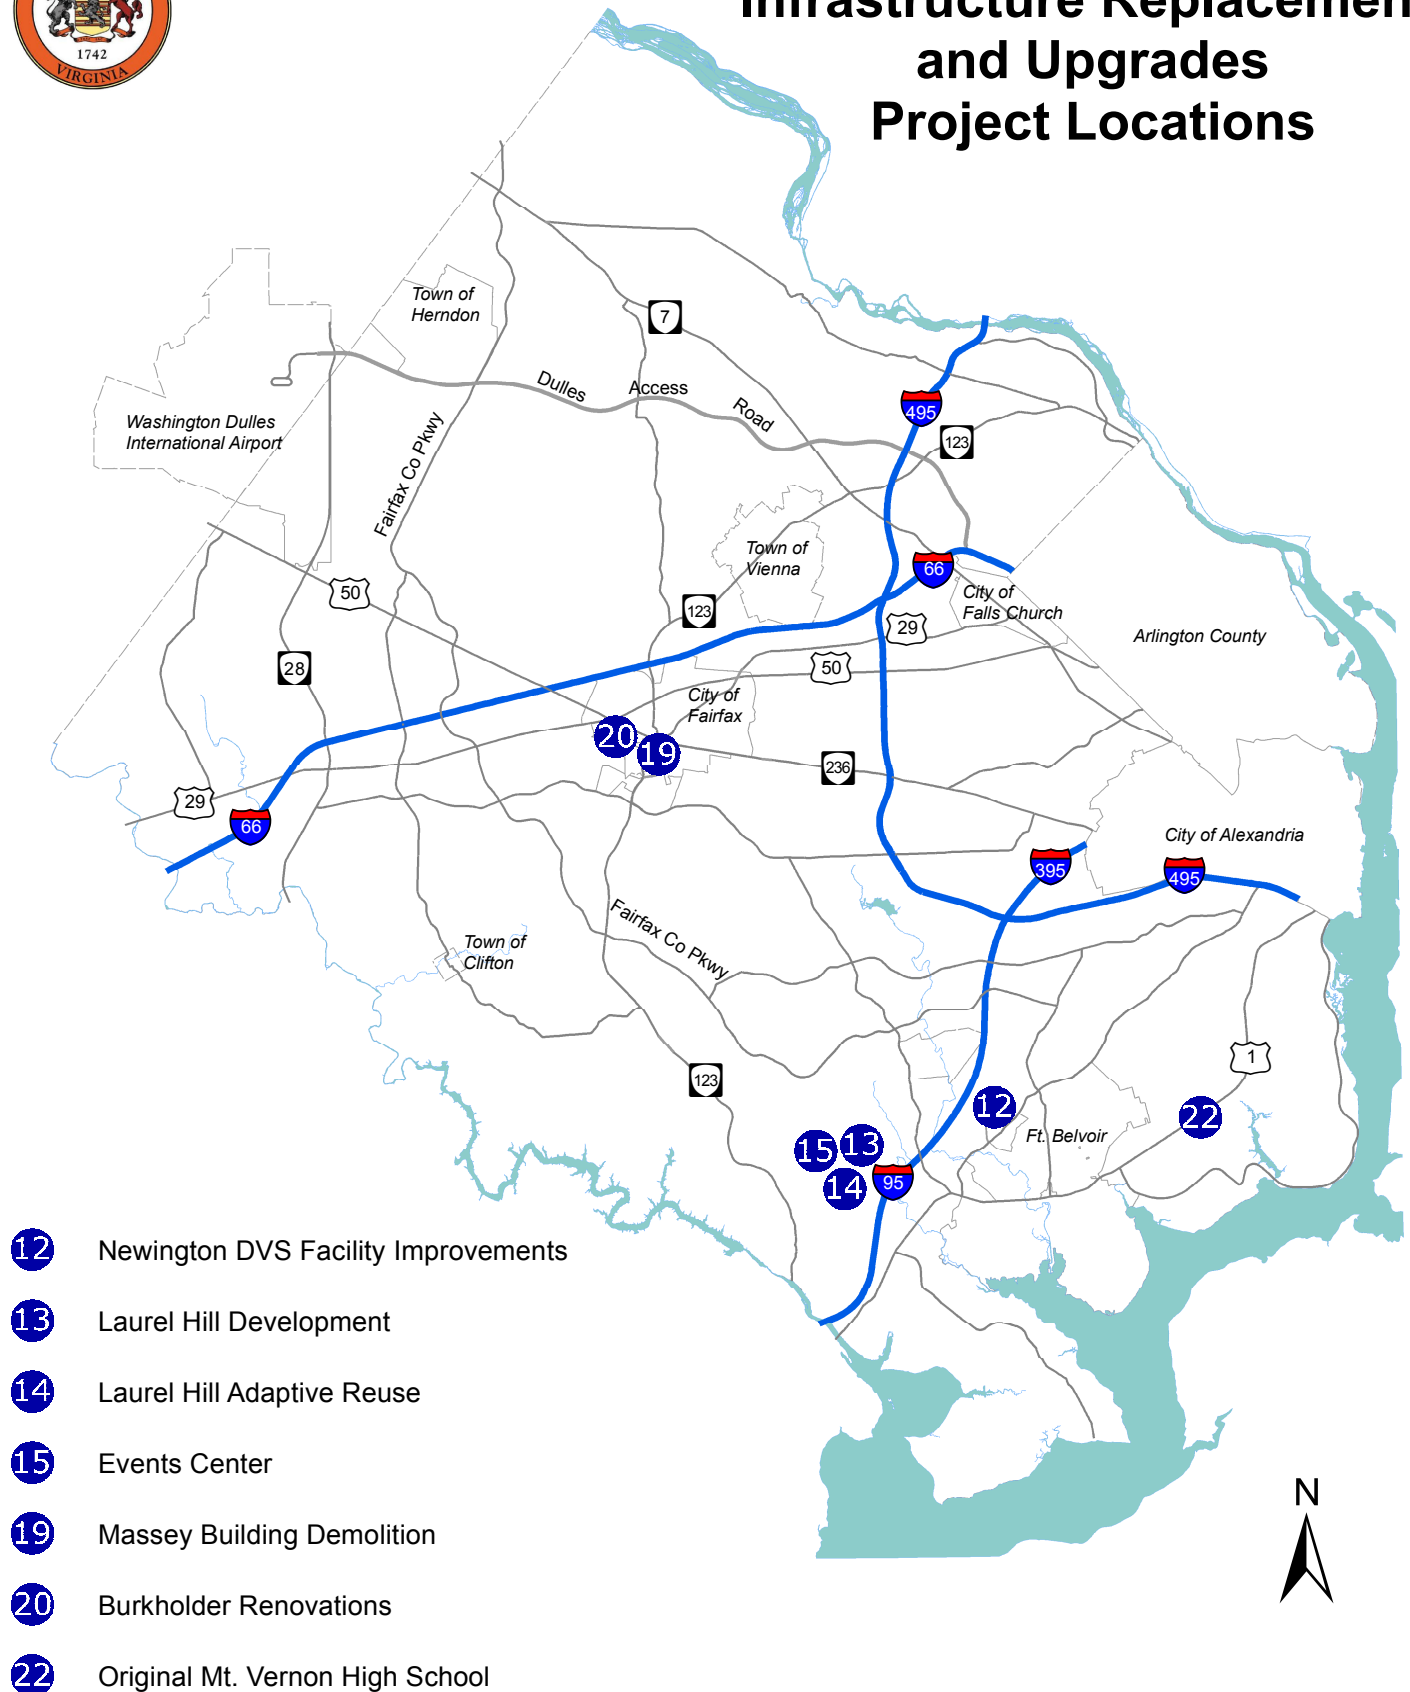 Infrastructure Replacemen
and Upgrades
Project Locations
1742
VIRGINIA
Town of
Herndon
7
Dulles Access Road
495
123
Washington Dulles
International Airport
Fairfax Co Pkwy
Town of
Vienna
66
50
City of
Falls Church
123
29
Arlington County
28
50
City of
Fairfax
20
19
236
29
66
City of Alexandria
395
495
Fairfax Co Pkwy
Town of
Clifton
1
123
12
22
Ft. Belvoir
15
13
14
95
12 Newington DVS Facility Improvements
13 Laurel Hill Development
14 Laurel Hill Adaptive Reuse
15 Events Center
19 Massey Building Demolition
20 Burkholder Renovations
22 Original Mt. Vernon High School
N